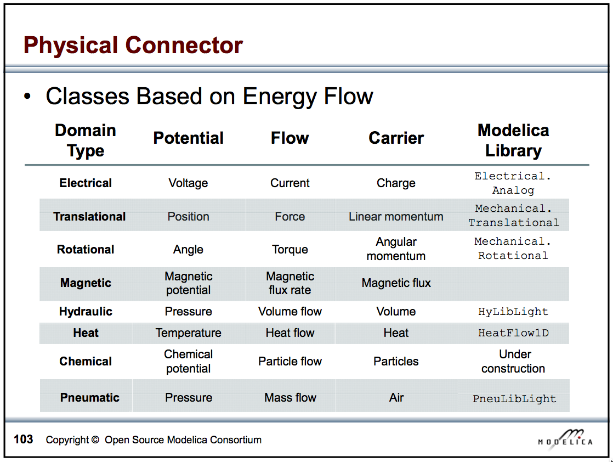 Physical Connector
• Classes Based on Energy Flow
Domain Type Potential Flow Carrier Modelica Library
Electrical Voltage Current Charge Electrical. Analog
Translational Position Force Linear momentum Mechanical. Translational
Rotational Angle Torque Angular momentum Mechanical. Rotational
Magnetic Magnetic potential Magnetic flux rate Magnetic flux
Hydraulic Pressure Volume flow Volume HyLibLight
Heat Temperature Heat flow Heat HeatFlow1D
Chemical Chemical potential Particle flow Particles Under construction
Pneumatic Pressure Mass flow Air PneuLibLight
103 Copyright © Open Source Modelica Consortium
MODELICA